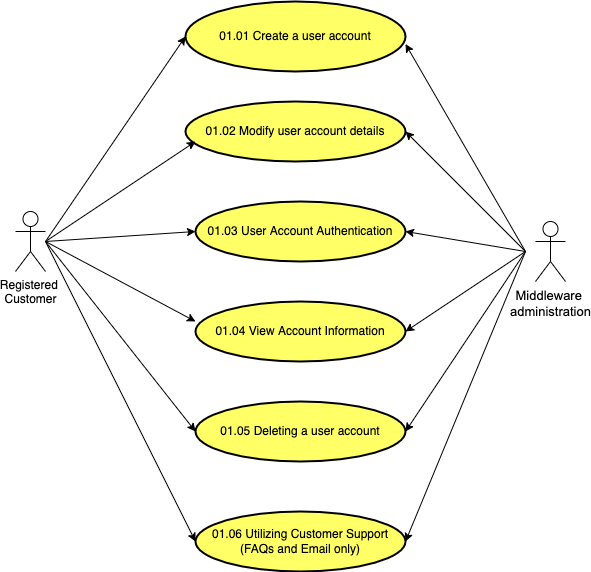 01.01 Create a user account
01.02 Modify user account details
01.03 User Account Authentication
Registered
Customer
Middleware
administration
01.04 View Account Information
01.05 Deleting a user account
01.06 Utilizing Customer Support
(FAQs and Email only)